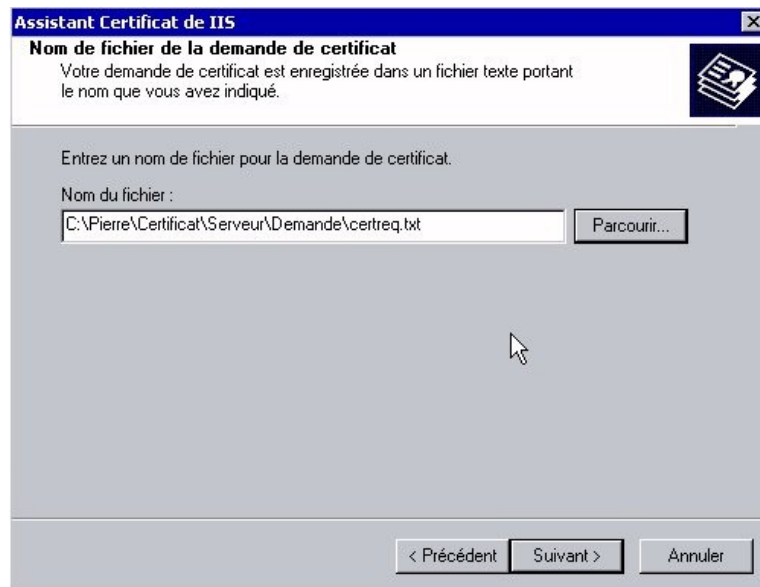 Assistant Certificat de IIS
Nom de fichier de la demande de certificat
Votre demande de certificat est enregistrée dans un fichier texte portant
le nom que vous avez indiqué.
Entrez un nom de fichier pour la demande de certificat.
Nom du fichier :
C:\Pierre\Certificat\Serveur\Demande\certreq.txt
Parcourir...
< Précédent
Suivant >
Annuler